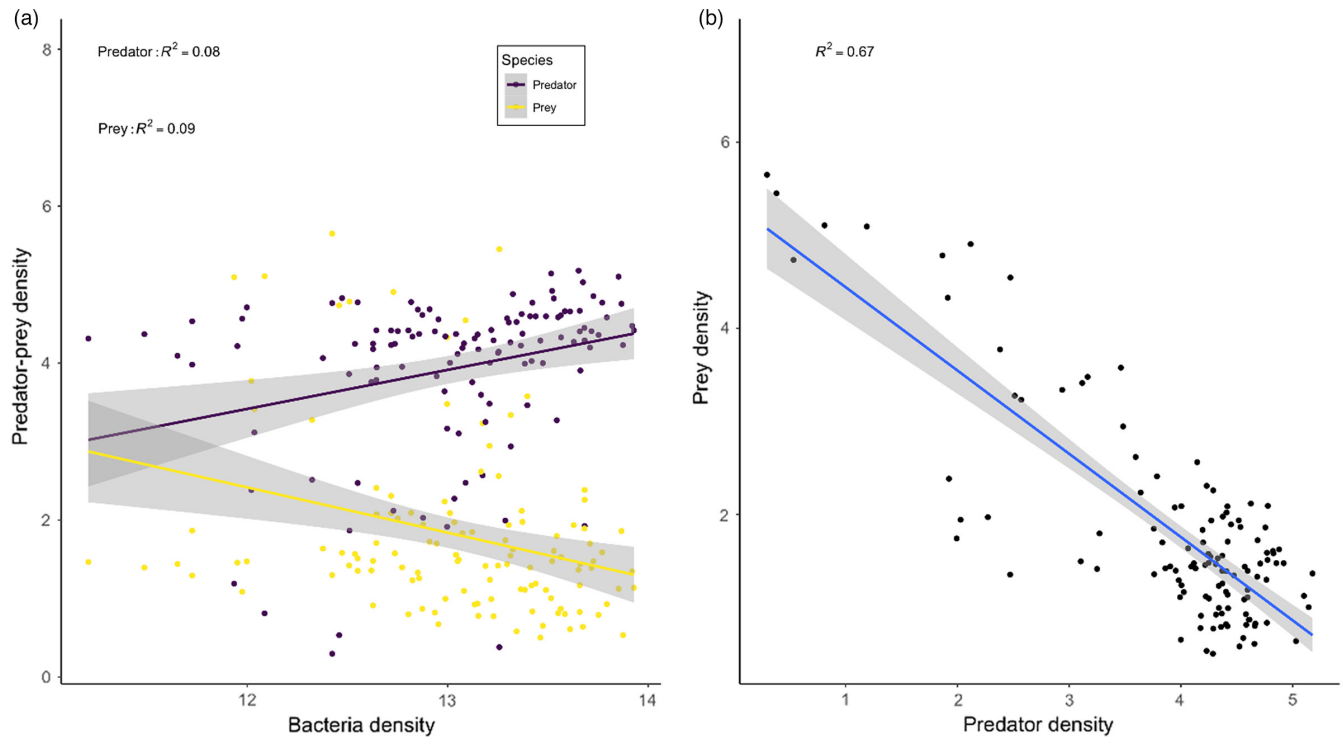 (a)
Predator: R² = 0.08
Prey: R² = 0.09
Species
Predator
Prey
8
6
4
2
0
Predator-prey density
12
13
14
Bacteria density
(b)
R² = 0.67
6
4
2
Prey density
1
2
3
4
5
Predator density